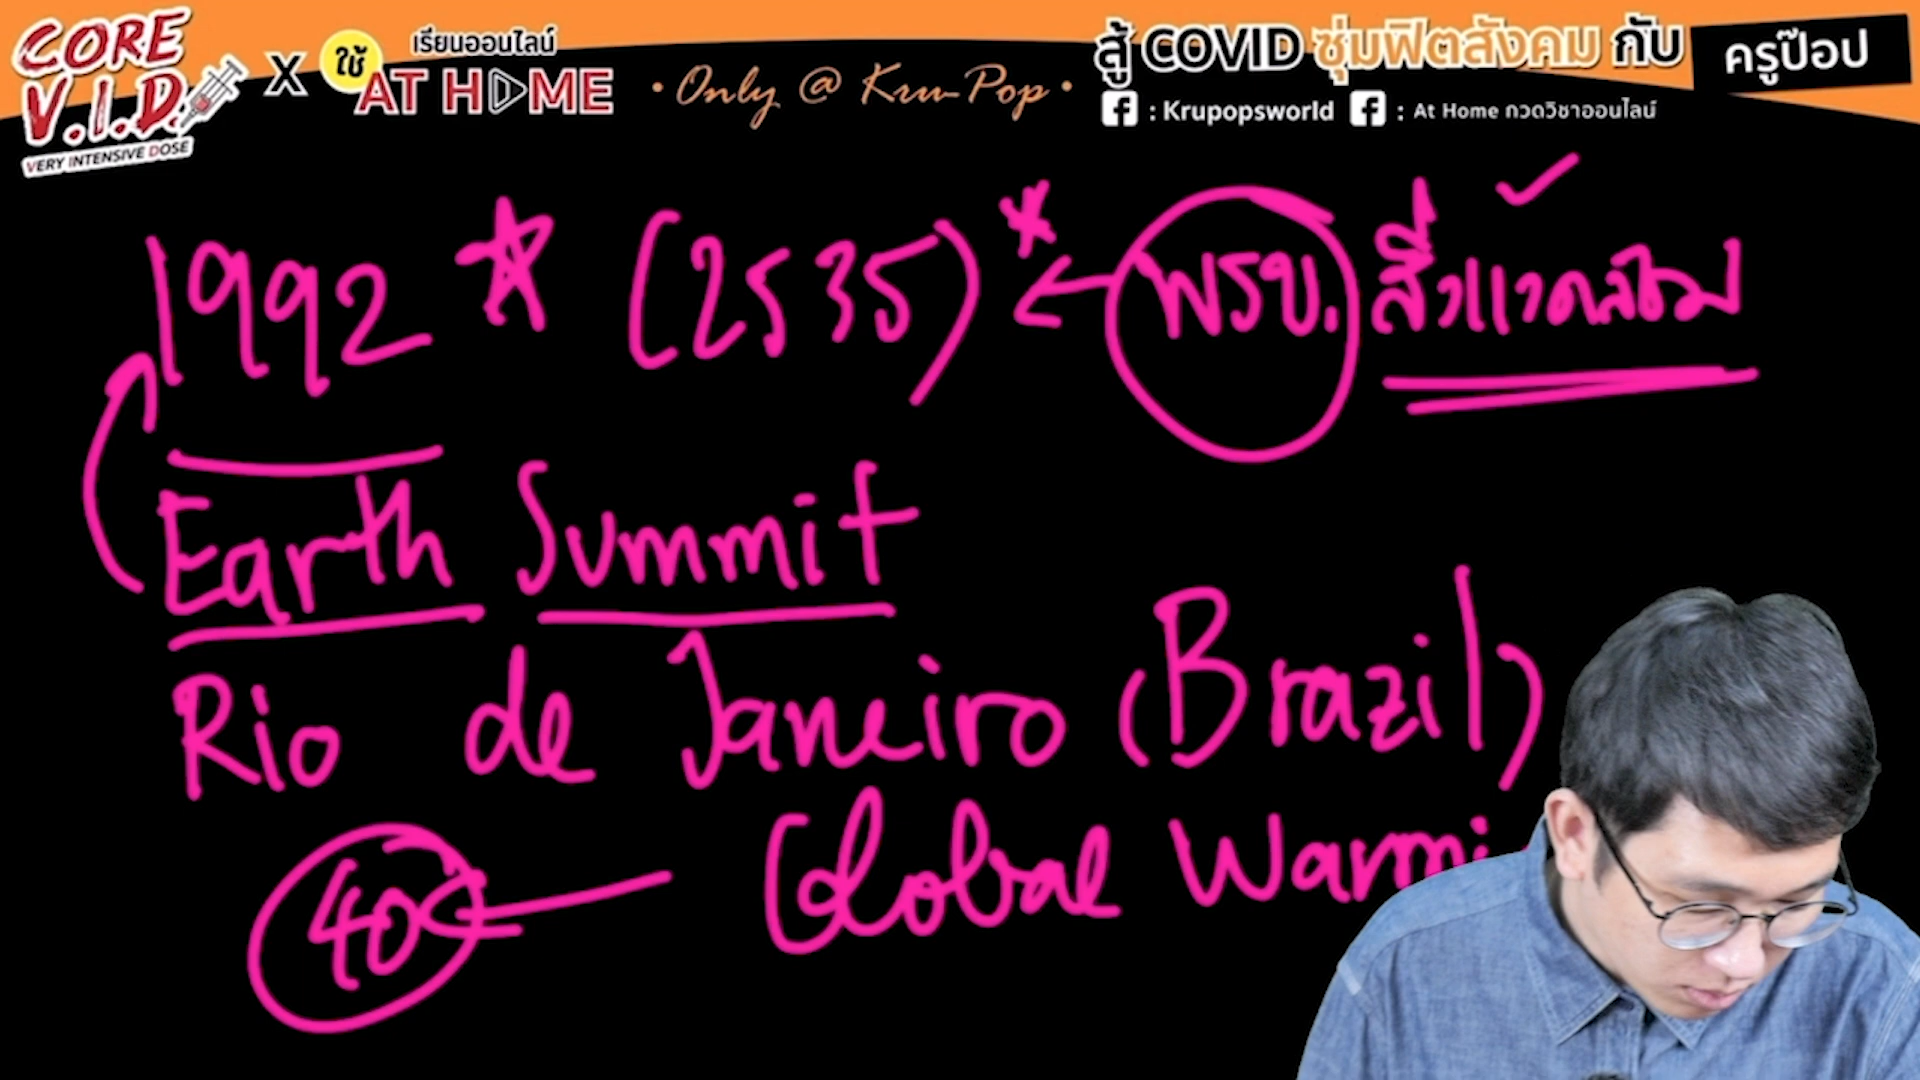 CORE
V.I.D.
VERY INTENSIVE DOSE
X
ใช้
เรียนออนไลน์
AT HOME
• Only @ Kru-Pop •
สู้ COVID ซุ่มฟิตสังคม กับ ครูป๊อป
: Krupopsworld : At Home กวดวิชาออนไลน์
1992 (2535) ← พรบ. สิ่งแวดล้อม
Earth Summit
Rio de Janeiro (Brazil)
40 ← Global Warmi